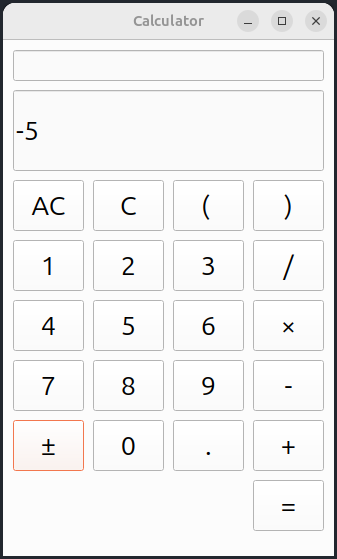 Calculator
-5
AC C ( )
1 2 3 /
4 5 6 ×
7 8 9 -
± 0 . +
=